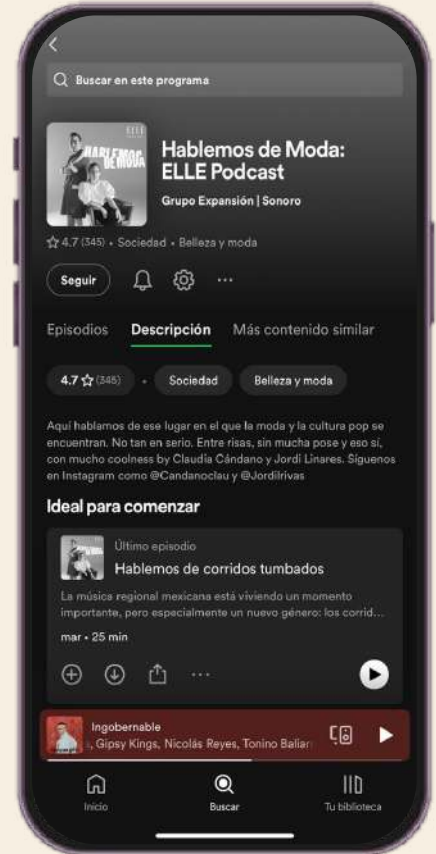 Buscar en este programa
ELLE
HABLEMOS
DE MODA
Hablemos de Moda:
ELLE Podcast
Grupo Expansión | Sonoro
4.7 (345) • Sociedad • Belleza y moda
Seguir
Episodios Descripción Más contenido similar
4.7 (345) • Sociedad Belleza y moda
Aquí hablamos de ese lugar en el que la moda y la cultura pop se
encuentran. No tan en serio. Entre risas, sin mucha pose y eso sí,
con mucho coolness by Claudia Cándano y Jordi Linares. Síguenos
en Instagram como @Candanoclau y @Jordilrivas
Ideal para comenzar
Último episodio
Hablemos de corridos tumbados
La música regional mexicana está viviendo un momento
importante, pero especialmente un nuevo género: los corrid...
mar • 25 min
Ingobernable
, Gipsy Kings, Nicolás Reyes, Tonino Baliar
Inicio Buscar Tu biblioteca